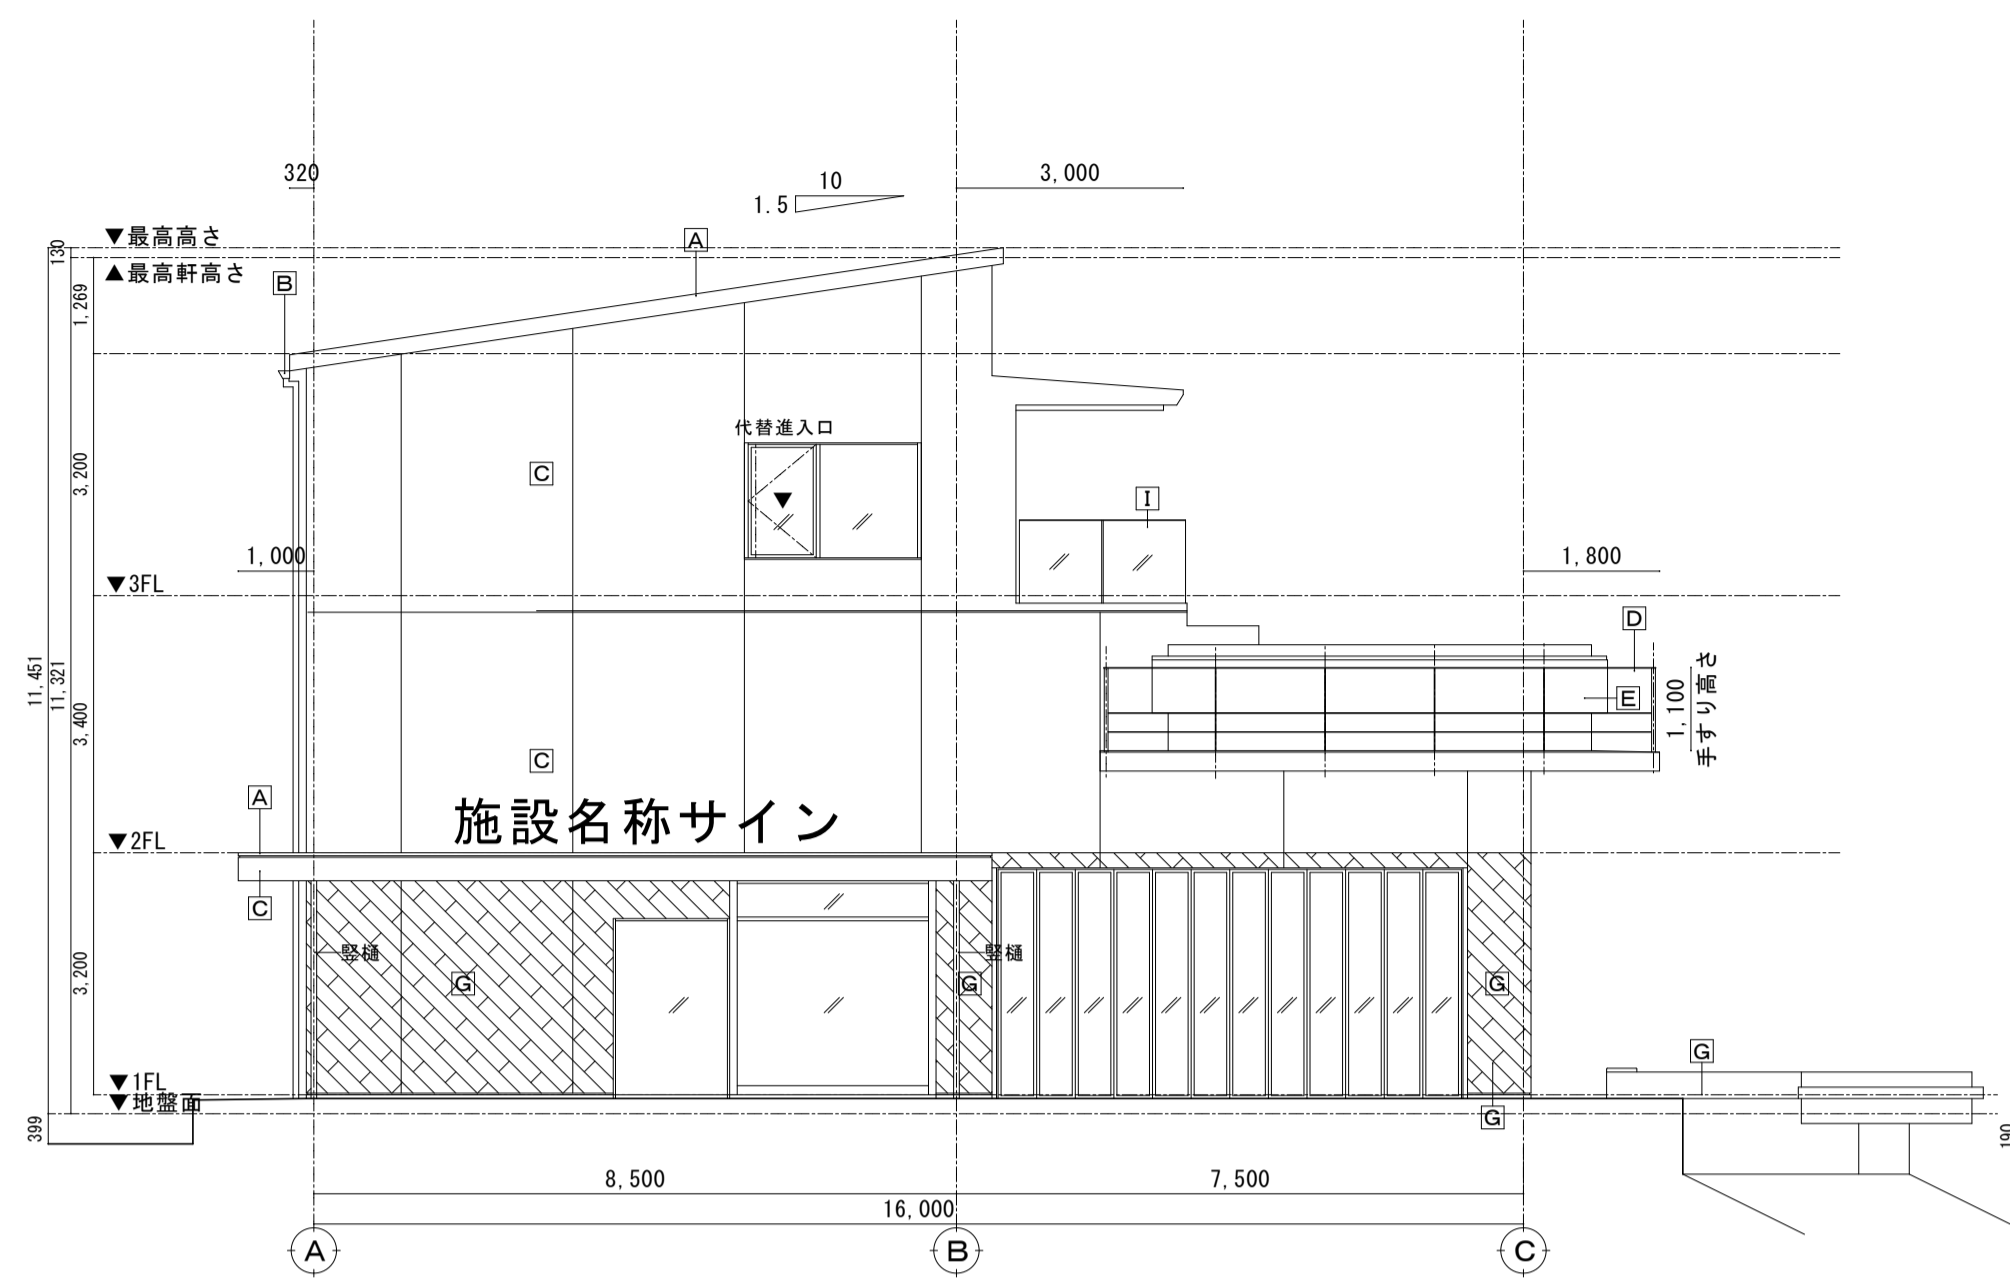 320
10
1.5
3,000
▼最高高さ
130
A
▲最高軒高さ
B
1,269
代替進入口
3,200
C
▼
I
1,000
1,800
▼3FL
D
11,451
11,321
3,400
E
1,100
手すり高さ
C
A
施設名称サイン
▼2FL
C
竪樋
竪樋
3,200
G
G
G
G
▼1FL
▼地盤面
G
399
190
8,500
7,500
16,000
A
B
C